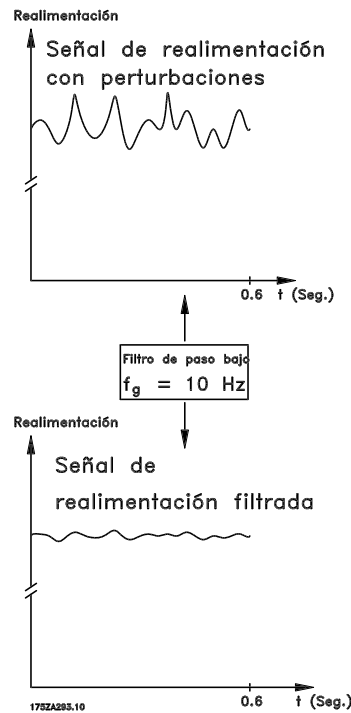 Realimentación
Señal de realimentación
con perturbaciones
0.6 t (Seg.)
Filtro de paso bajo
fg = 10 Hz
Realimentación
Señal de
realimentación filtrada
0.6 t (Seg.)
175ZA293.10